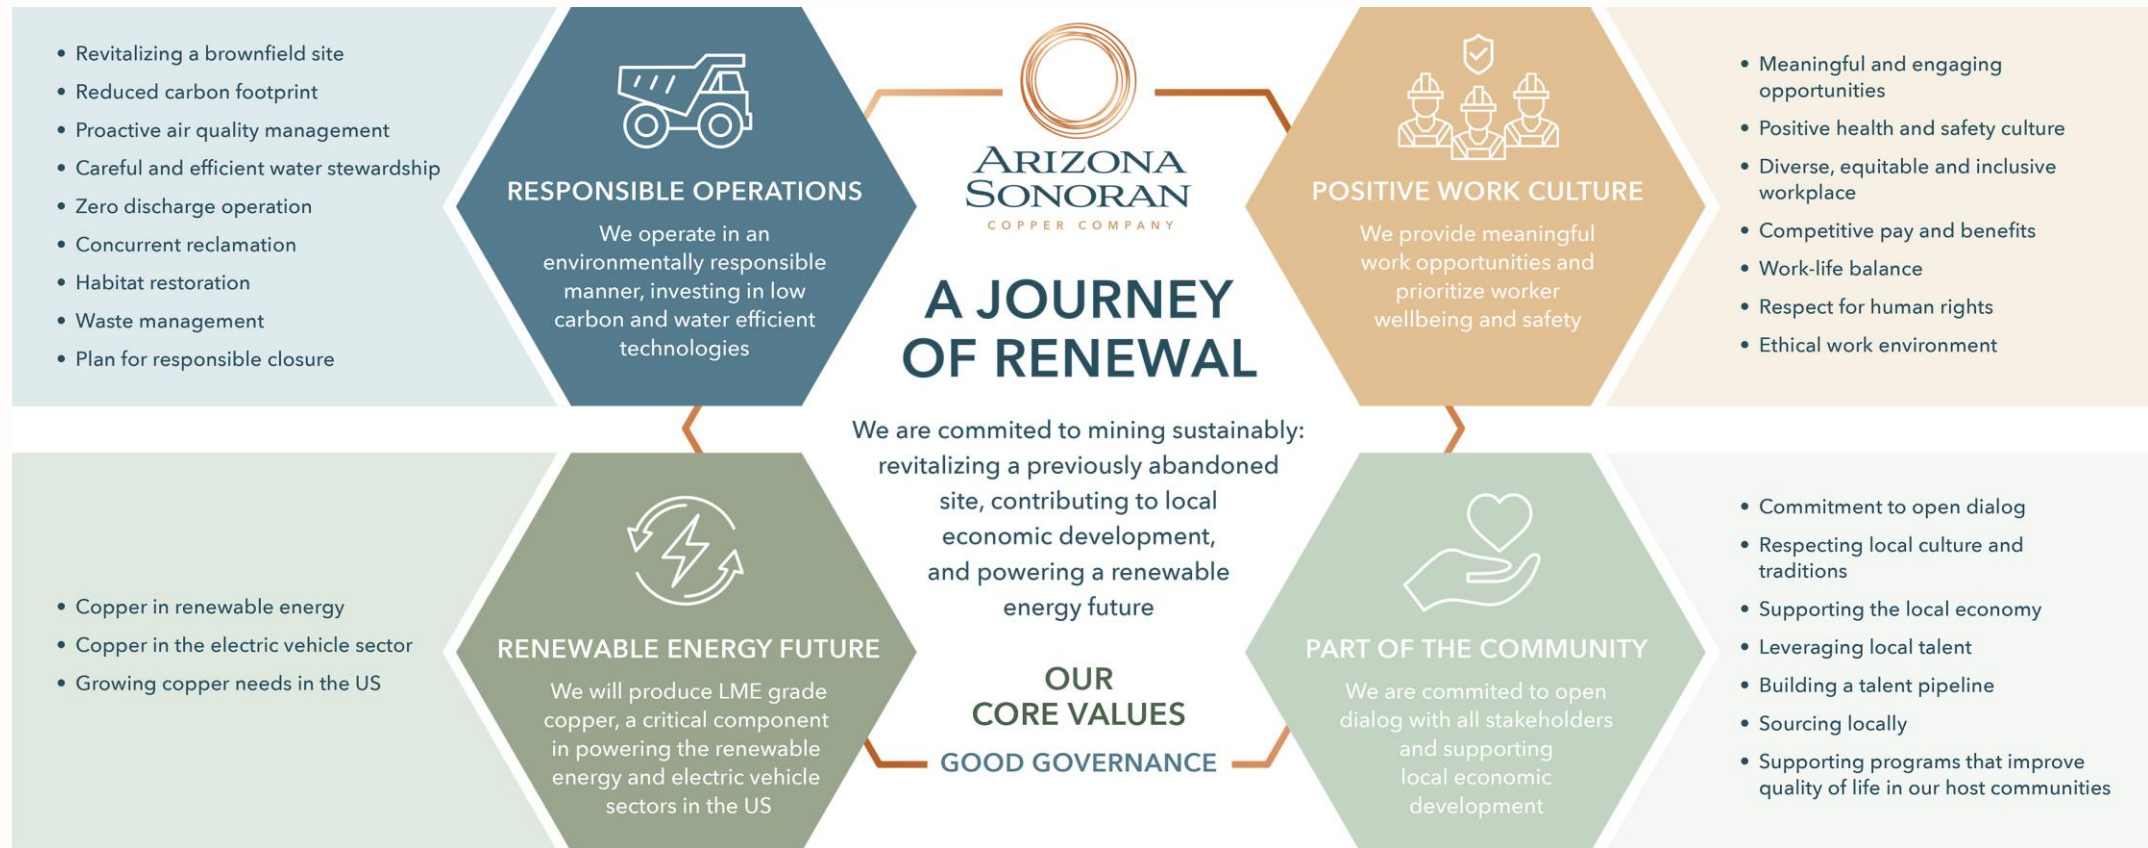 • Revitalizing a brownfield site
• Reduced carbon footprint
• Proactive air quality management
• Careful and efficient water stewardship
• Zero discharge operation
• Concurrent reclamation
• Habitat restoration
• Waste management
• Plan for responsible closure
RESPONSIBLE OPERATIONS
We operate in an
environmentally responsible
manner, investing in low
carbon and water efficient
technologies
ARIZONA
SONORAN
COPPER COMPANY
A JOURNEY
OF RENEWAL
We are commited to mining sustainably:
revitalizing a previously abandoned
site, contributing to local
economic development,
and powering a renewable
energy future
OUR
CORE VALUES
GOOD GOVERNANCE
POSITIVE WORK CULTURE
We provide meaningful
work opportunities and
prioritize worker
wellbeing and safety
• Meaningful and engaging
opportunities
• Positive health and safety culture
• Diverse, equitable and inclusive
workplace
• Competitive pay and benefits
• Work-life balance
• Respect for human rights
• Ethical work environment
• Copper in renewable energy
• Copper in the electric vehicle sector
• Growing copper needs in the US
RENEWABLE ENERGY FUTURE
We will produce LME grade
copper, a critical component
in powering the renewable
energy and electric vehicle
sectors in the US
PART OF THE COMMUNITY
We are commited to open
dialog with all stakeholders
and supporting
local economic
development
• Commitment to open dialog
• Respecting local culture and
traditions
• Supporting the local economy
• Leveraging local talent
• Building a talent pipeline
• Sourcing locally
• Supporting programs that improve
quality of life in our host communities